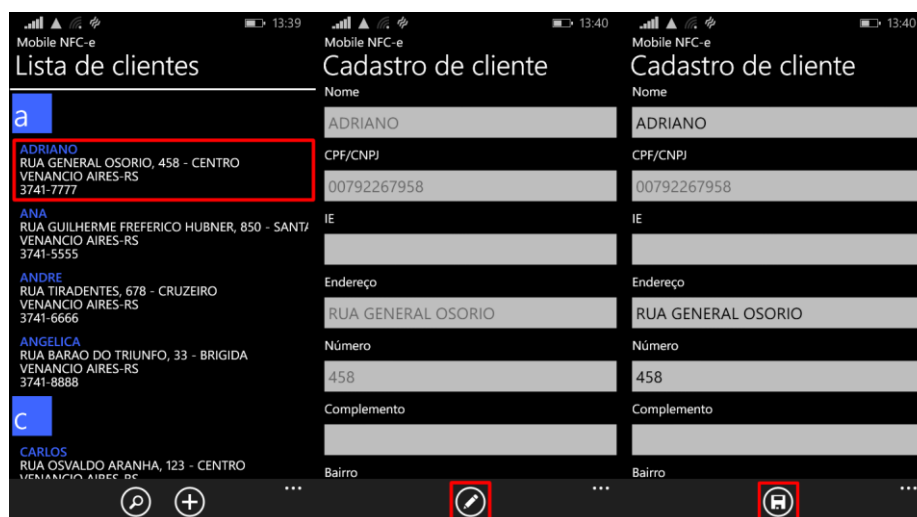 13:39
Mobile NFC-e
Lista de clientes
a
ADRIANO
RUA GENERAL OSORIO, 458 - CENTRO
VENANCIO AIRES-RS
3741-7777
ANA
RUA GUILHERME FREFERICO HUBNER, 850 - SANTA
VENANCIO AIRES-RS
3741-5555
ANDRE
RUA TIRADENTES, 678 - CRUZEIRO
VENANCIO AIRES-RS
3741-6666
ANGELICA
RUA BARAO DO TRIUNFO, 33 - BRIGIDA
VENANCIO AIRES-RS
3741-8888
c
CARLOS
RUA OSVALDO ARANHA, 123 - CENTRO
VENANCIO AIRES-RS
13:40
Mobile NFC-e
Cadastro de cliente
Nome
ADRIANO
CPF/CNPJ
00792267958
IE
Endereço
RUA GENERAL OSORIO
Número
458
Complemento
Bairro
13:40
Mobile NFC-e
Cadastro de cliente
Nome
ADRIANO
CPF/CNPJ
00792267958
IE
Endereço
RUA GENERAL OSORIO
Número
458
Complemento
Bairro